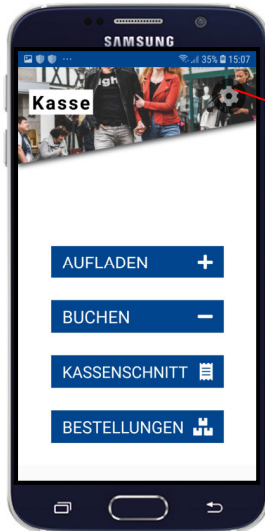 SAMSUNG
35% 15:07
Kasse
AUFLADEN
BUCHEN
KASSENSCHNITT
BESTELLUNGEN